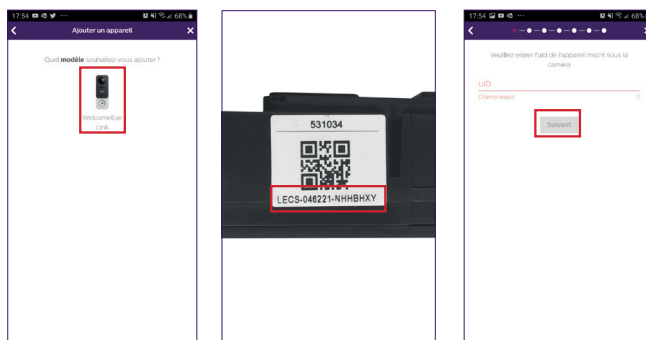 17:54
68%
Ajouter un appareil
Quel modèle souhaitez-vous ajouter ?
WelcomeEye
Link
531034
LECS-046221-NHHBHXY
17:54
68%
Veuillez entrer l'uid de l'appareil inscrit sous la
caméra
UID
Champ requis
Suivant